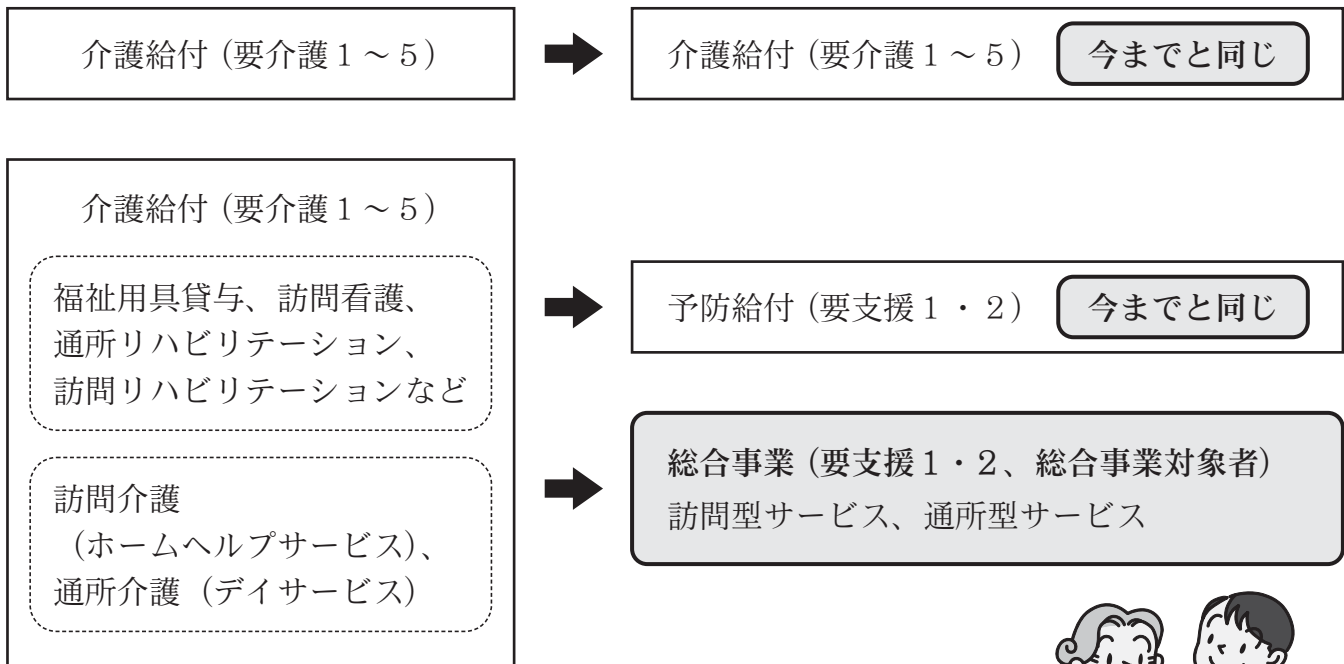 介護給付（要介護１～５）
介護給付（要介護１～５）
今までと同じ
介護給付（要介護１～５）
福祉用具貸与、訪問看護、
通所リハビリテーション、
訪問リハビリテーションなど
訪問介護
（ホームヘルプサービス）、
通所介護（デイサービス）
予防給付（要支援１・２）
今までと同じ
総合事業（要支援１・２、総合事業対象者）
訪問型サービス、通所型サービス